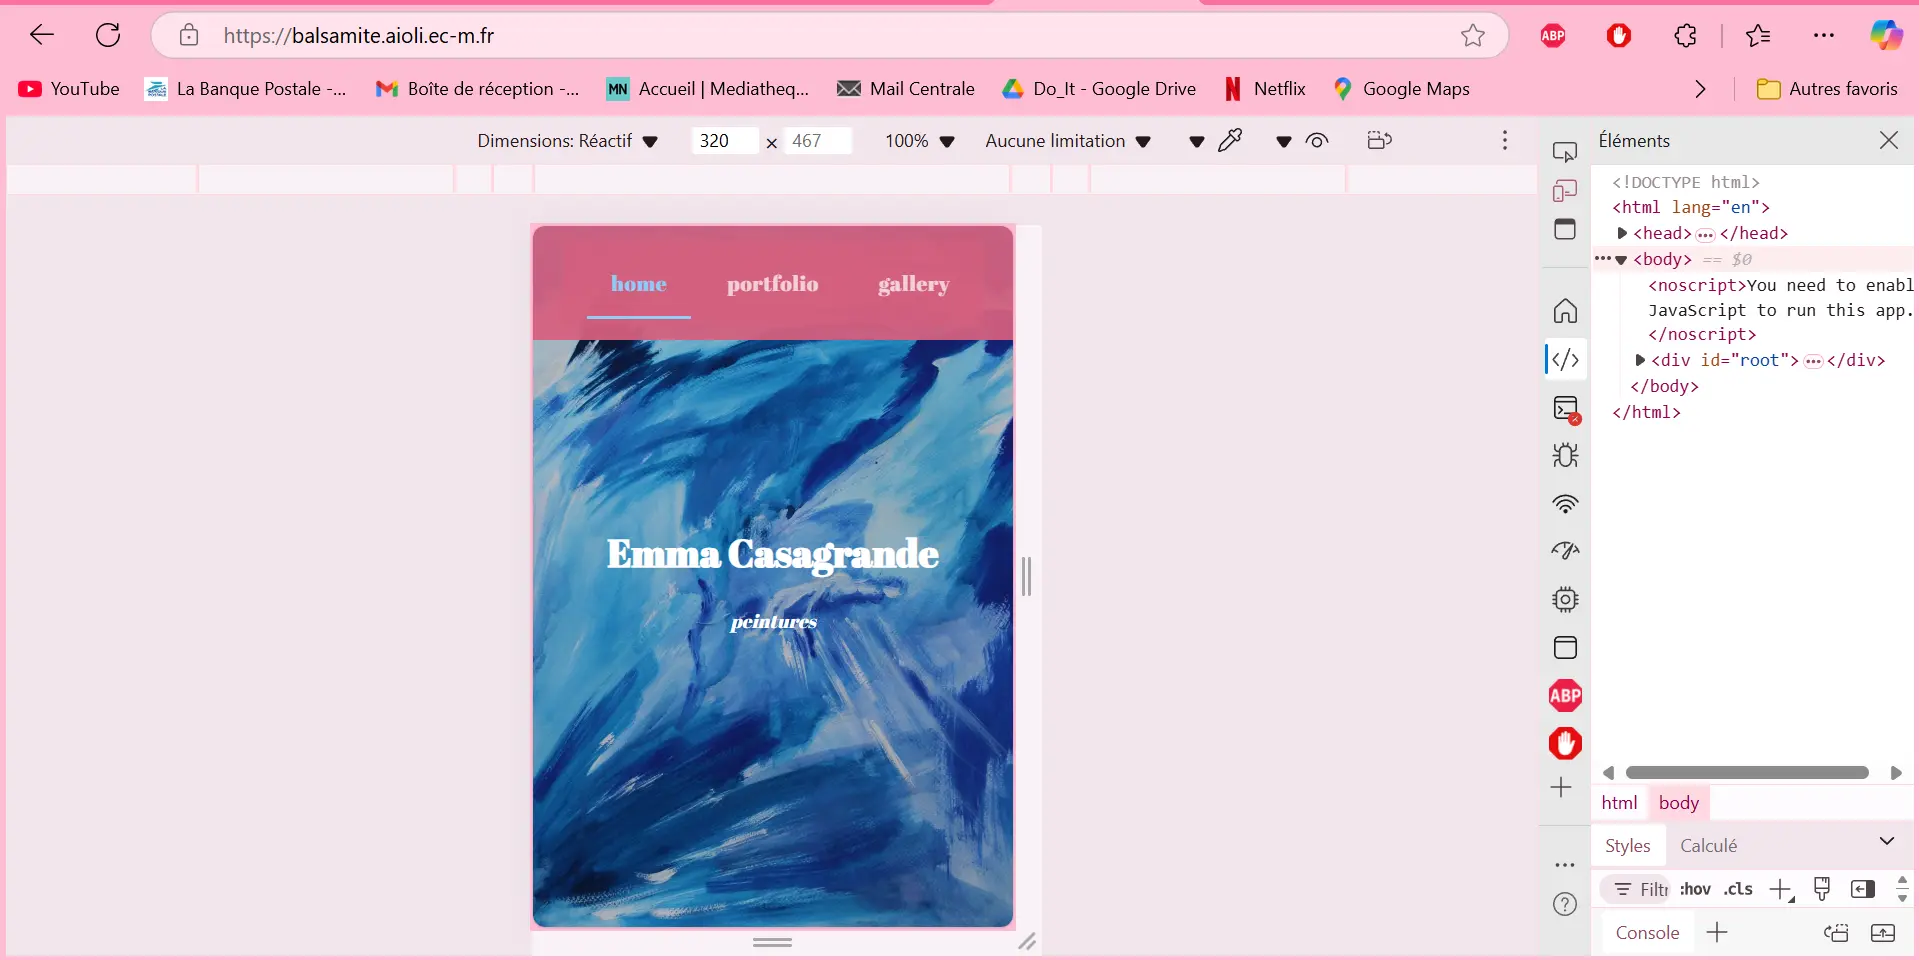 https://balsamite.aioli.ec-m.fr
ABP
YouTube
La Banque Postale -...
Boîte de réception -...
MN Accueil | Mediatheq...
Mail Centrale
Do_It - Google Drive
Netflix
Google Maps
Autres favoris
Dimensions: Réactif 320 × 467 100% Aucune limitation
Éléments
<!DOCTYPE html>
<html lang="en">
<head> ... </head>
<body> == $0
<noscript>You need to enabl
JavaScript to run this app.
</noscript>
<div id="root"> ... </div>
</body>
</html>
home portfolio gallery
Emma Casagrande
peintures
ABP
html body
Styles Calculé
Filtr :hov .cls
Console